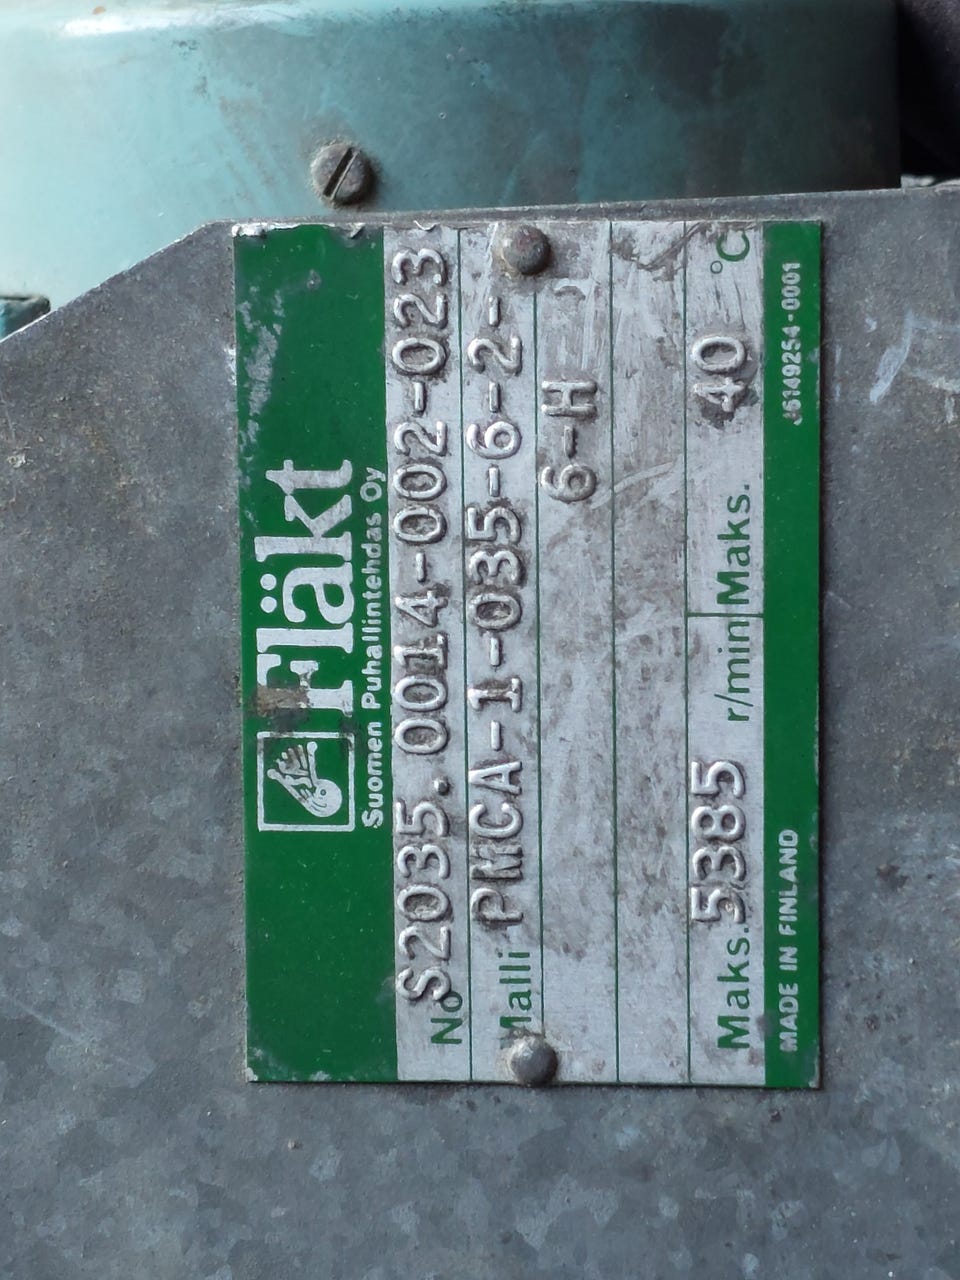 Fläkt
Suomen Puhallintehdas Oy
No S2035.0014-002-023
Malli PMCA-1-035-6-2-
6-H
Maks. 5385 r/min Maks. 40 °C
MADE IN FINLAND 6149254-0001